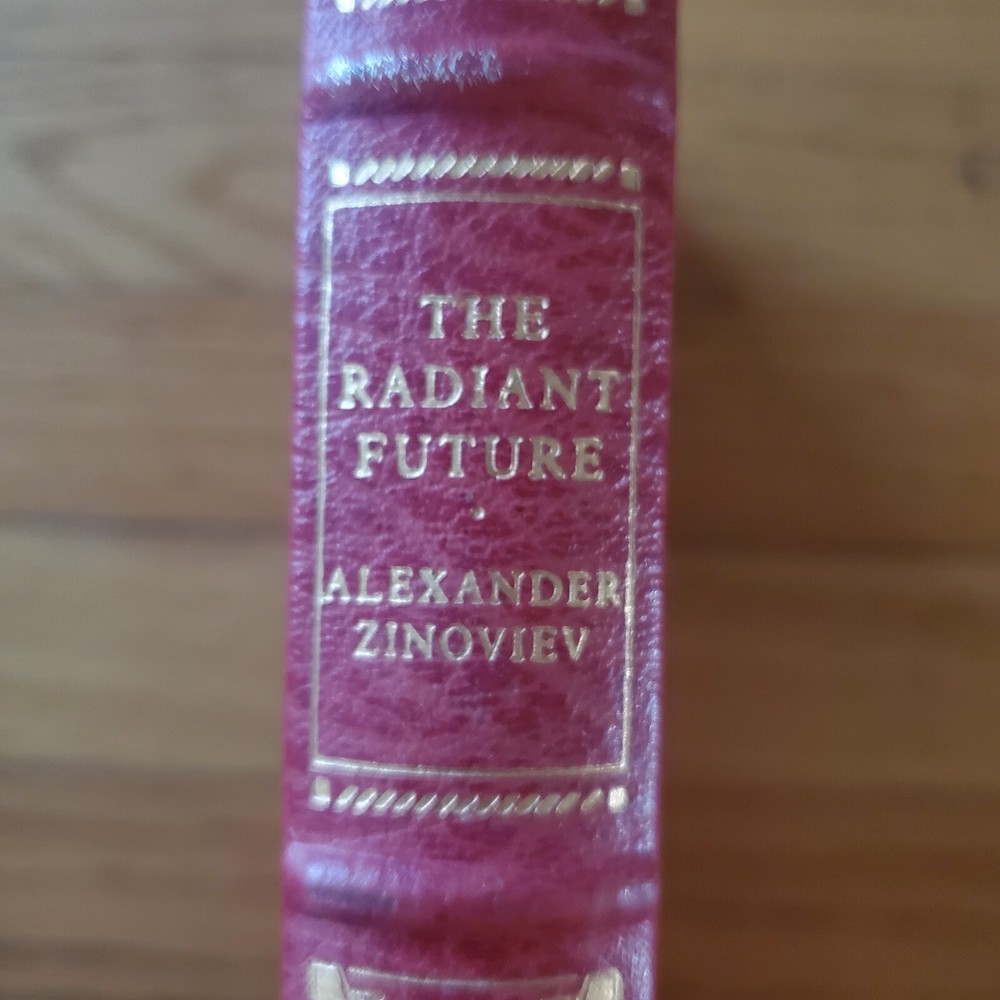 THE
RADIANT
FUTURE
·
ALEXANDER
ZINOVIEV